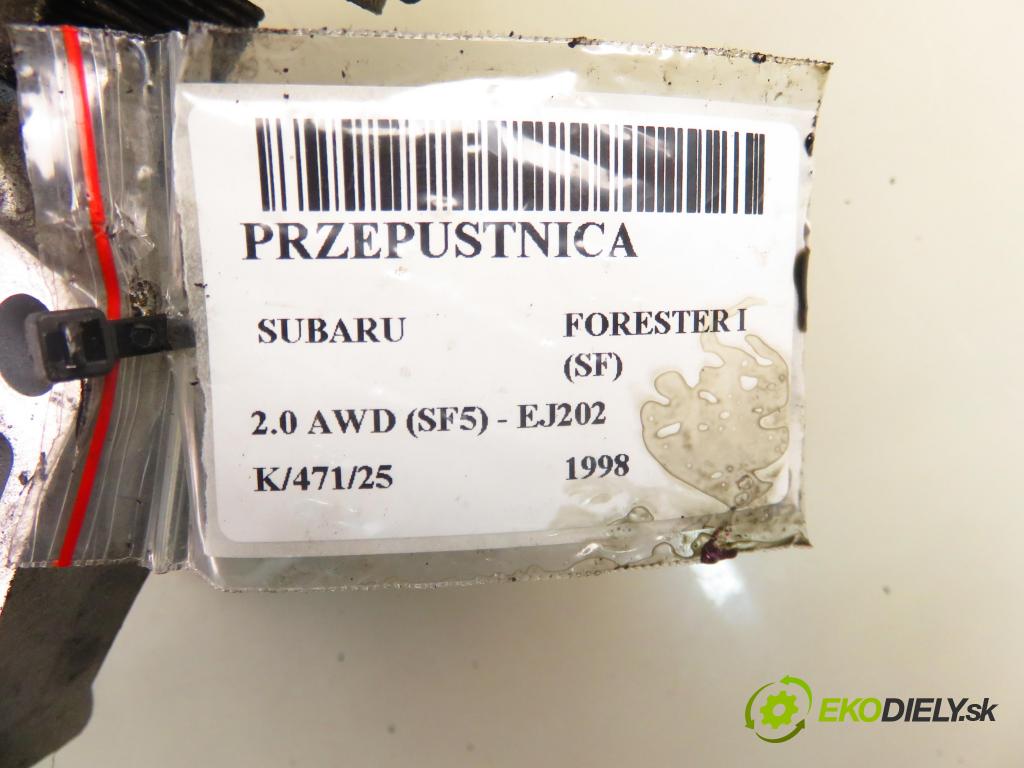 PRZEPUSTNICA
SUBARU FORESTER I
(SF)
2.0 AWD (SF5) - EJ202
K/471/25 1998
EKODIELY.sk